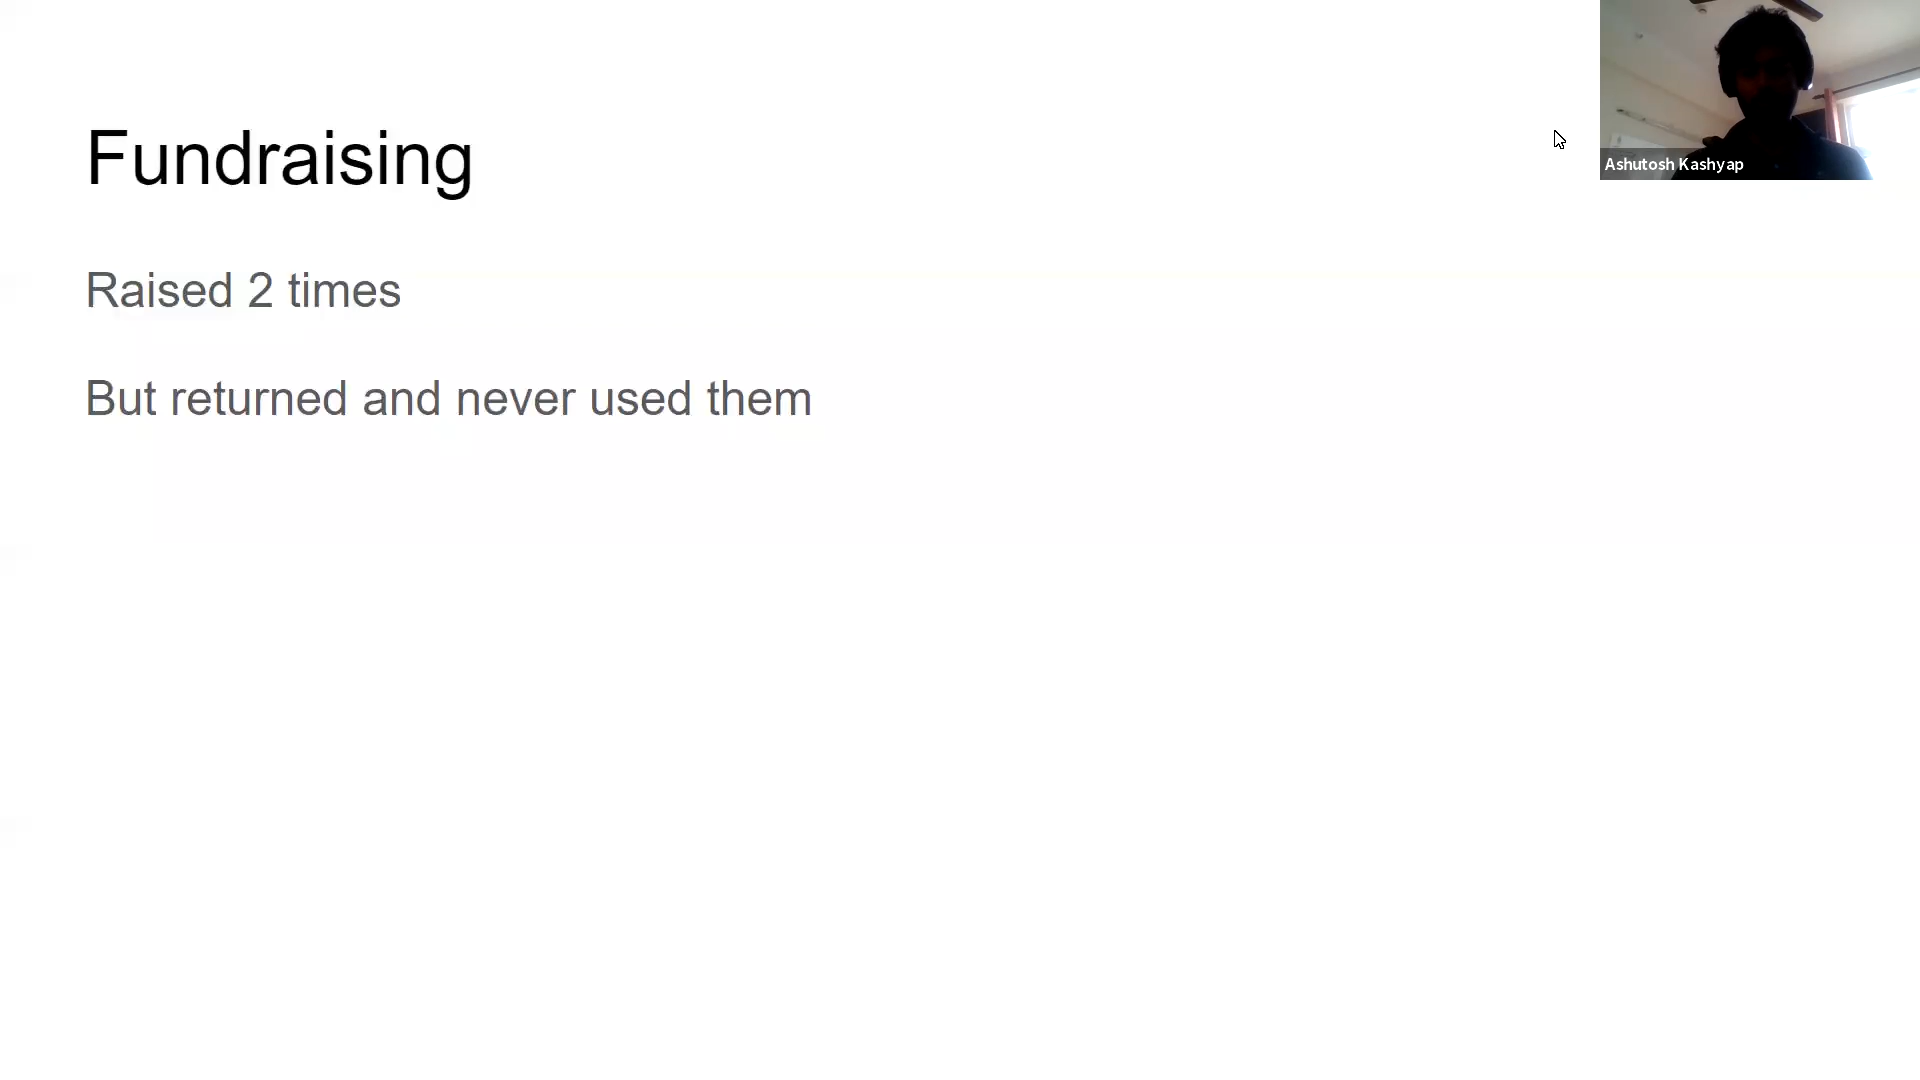 Fundraising
Raised 2 times
But returned and never used them
Ashutosh Kashyap